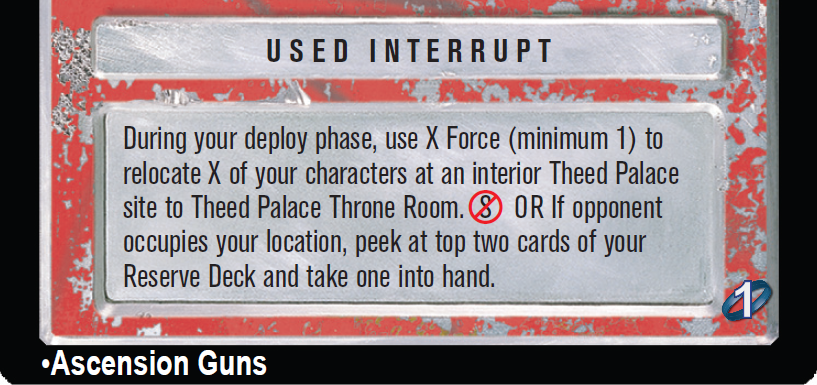 USED INTERRUPT
During your deploy phase, use X Force (minimum 1) to
relocate X of your characters at an interior Theed Palace
site to Theed Palace Throne Room. S OR If opponent
occupies your location, peek at top two cards of your
Reserve Deck and take one into hand.
1
•Ascension Guns